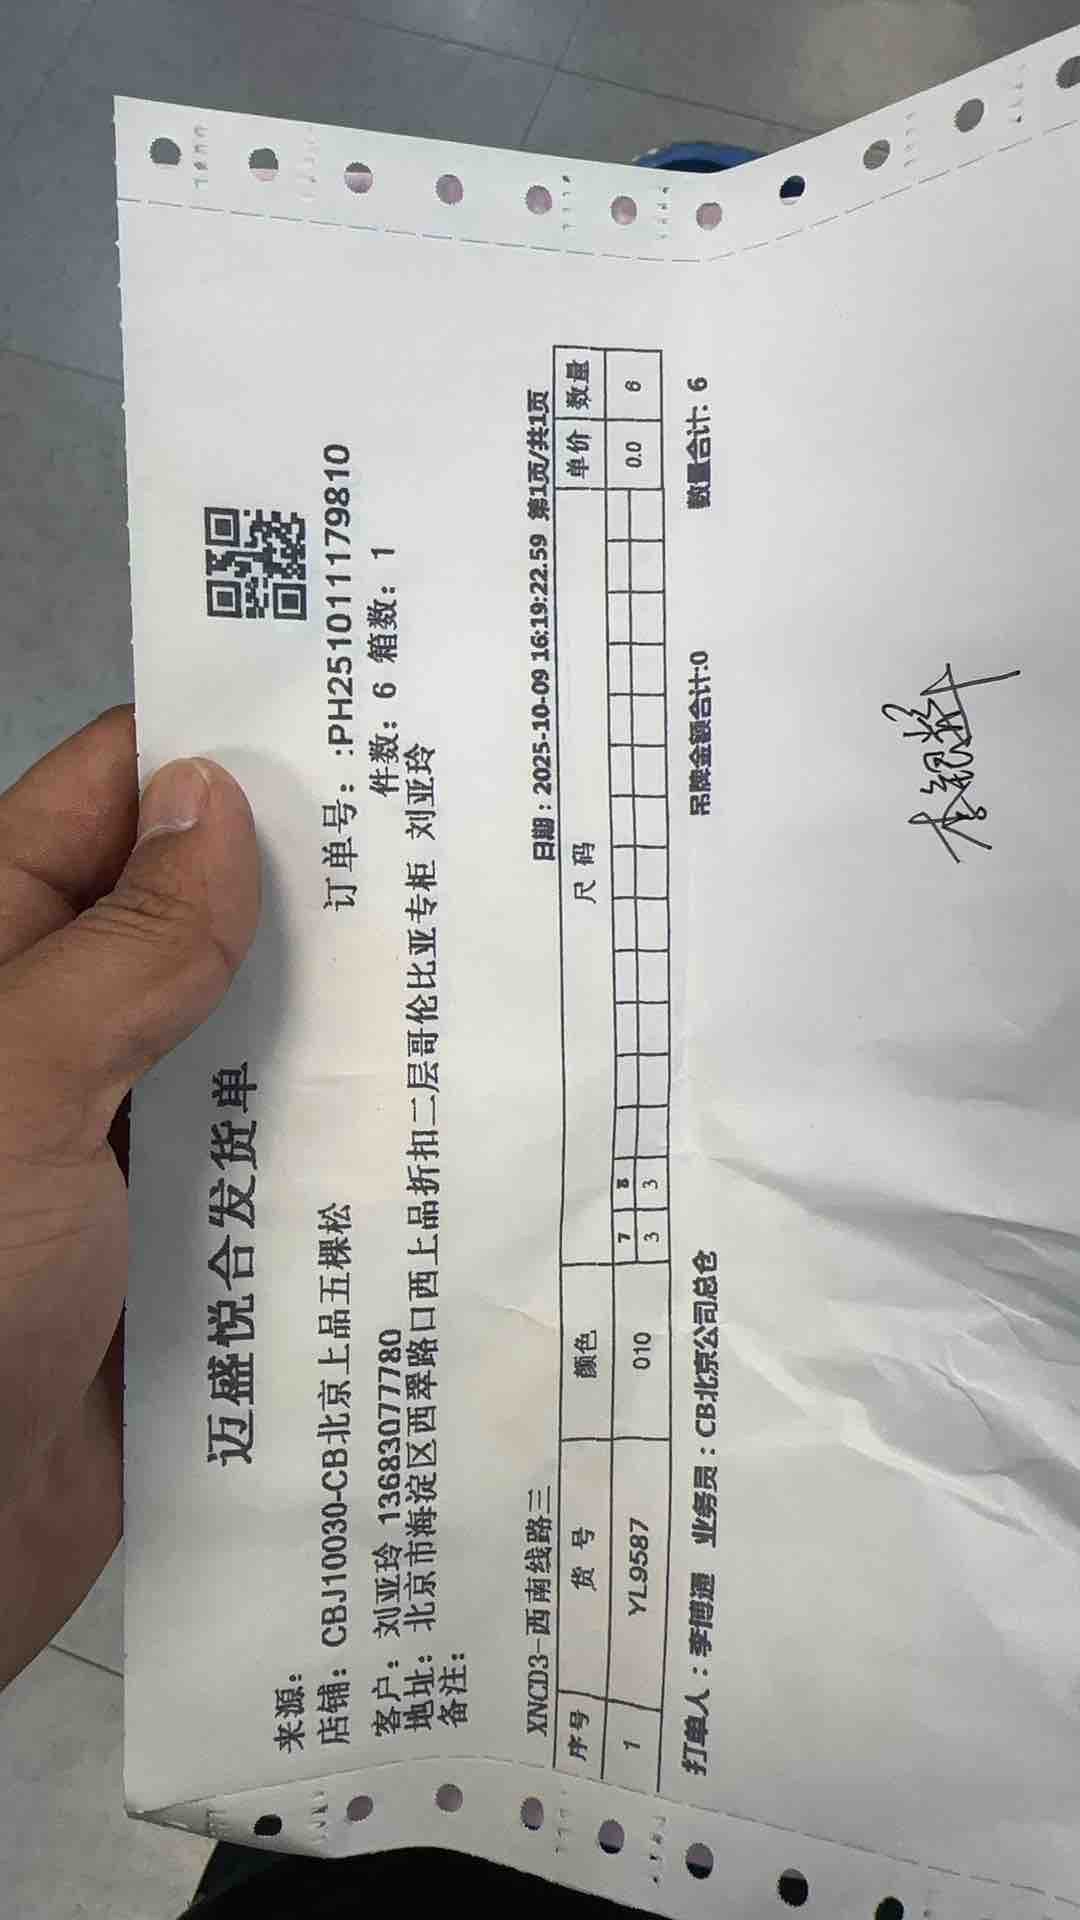 迈盛悦合发货单
来源：
店铺：CBJ10030-CB北京上品五棵松 订单号：:PH251011179810
客户：刘亚玲 13683077780 件数：6 箱数：1
地址：北京市海淀区西翠路口西上品折扣二层哥伦比亚专柜 刘亚玲
备注：
XNCD3-西南线路三 日期：2025-10-09 16:19:22.59 第1页/共1页
序号 货号 颜色 尺码 单价 数量
7 8
1 YL9587 010 3 3 0.0 6
打单人：李博通 业务员：CB北京公司总仓 吊牌金额合计:0 数量合计: 6